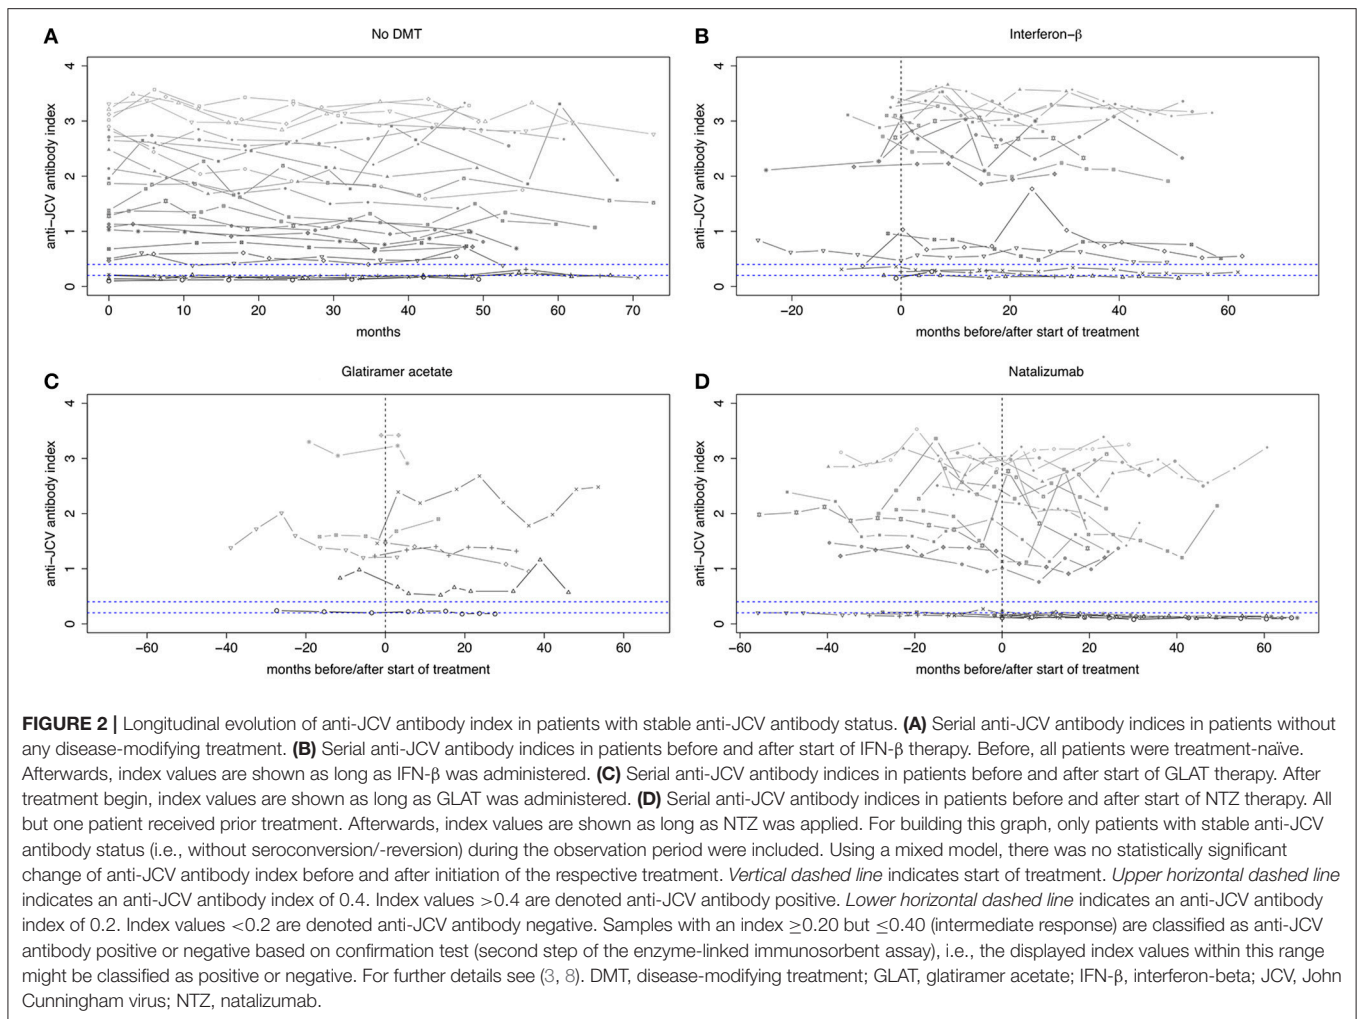 A
No DMT
anti−JCV antibody index
4
3
2
1
0
0 10 20 30 40 50 60 70
months
B
Interferon−β
anti−JCV antibody index
4
3
2
1
0
−20 0 20 40 60
months before/after start of treatment
C
Glatiramer acetate
anti−JCV antibody index
4
3
2
1
0
−60 −40 −20 0 20 40 60
months before/after start of treatment
D
Natalizumab
anti−JCV antibody index
4
3
2
1
0
−60 −40 −20 0 20 40 60
months before/after start of treatment
FIGURE 2 | Longitudinal evolution of anti-JCV antibody index in patients with stable anti-JCV antibody status. (A) Serial anti-JCV antibody indices in patients without
any disease-modifying treatment. (B) Serial anti-JCV antibody indices in patients before and after start of IFN-β therapy. Before, all patients were treatment-naïve.
Afterwards, index values are shown as long as IFN-β was administered. (C) Serial anti-JCV antibody indices in patients before and after start of GLAT therapy. After
treatment begin, index values are shown as long as GLAT was administered. (D) Serial anti-JCV antibody indices in patients before and after start of NTZ therapy. All
but one patient received prior treatment. Afterwards, index values are shown as long as NTZ was applied. For building this graph, only patients with stable anti-JCV
antibody status (i.e., without seroconversion/-reversion) during the observation period were included. Using a mixed model, there was no statistically significant
change of anti-JCV antibody index before and after initiation of the respective treatment. Vertical dashed line indicates start of treatment. Upper horizontal dashed line
indicates an anti-JCV antibody index of 0.4. Index values >0.4 are denoted anti-JCV antibody positive. Lower horizontal dashed line indicates an anti-JCV antibody
index of 0.2. Index values <0.2 are denoted anti-JCV antibody negative. Samples with an index ≥0.20 but ≤0.40 (intermediate response) are classified as anti-JCV
antibody positive or negative based on confirmation test (second step of the enzyme-linked immunosorbent assay), i.e., the displayed index values within this range
might be classified as positive or negative. For further details see (3, 8). DMT, disease-modifying treatment; GLAT, glatiramer acetate; IFN-β, interferon-beta; JCV, John
Cunningham virus; NTZ, natalizumab.